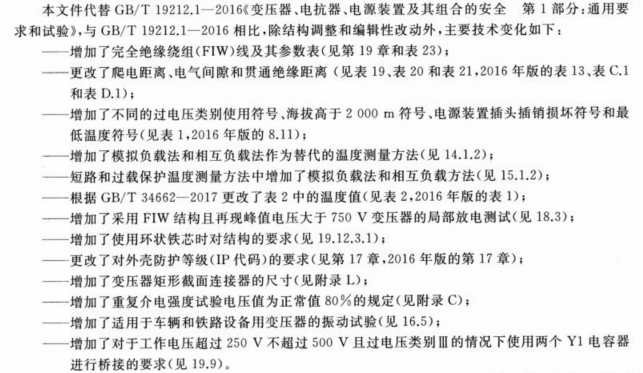 本文件代替 GB/T 19212.1—2016《变压器、电抗器、电源装置及其组合的安全　第 1 部分:通用要
求和试验》,与 GB/T 19212.1—2016 相比,除结构调整和编辑性改动外,主要技术变化如下:
——增加了完全绝缘绕组(FIW)线及其参数表(见第 19 章和表 23);
——更改了爬电距离、电气间隙和贯通绝缘距离 (见表 19、表 20 和表 21,2016 年版的表 13、表 C.1
和表 D.1);
——增加了不同的过电压类别使用符号、海拔高于 2 000 m 符号、电源装置插头插销损坏符号和最
低温度符号(见表 1,2016 年版的 8.11);
——增加了模拟负载法和相互负载法作为替代的温度测量方法(见 14.1.2);
——短路和过载保护温度测量方法中增加了模拟负载法和相互负载方法(见 15.1.2);
——根据 GB/T 34662—2017 更改了表 2 中的温度值(见表 2,2016 年版的表 1);
——增加了采用 FIW 结构且再现峰值电压大于 750 V 变压器的局部放电测试(见 18.3);
——增加了使用环状铁芯时对结构的要求(见 19.12.3.1);
——更改了对外壳防护等级(IP 代码)的要求(见第 17 章,2016 年版的第 17 章);
——增加了变压器矩形截面连接器的尺寸(见附录 L);
——增加了重复介电强度试验电压值为正常值 80%的规定(见附录 C);
——增加了适用于车辆和铁路设备用变压器的振动试验(见 16.5);
——增加了对于工作电压超过 250 V 不超过 500 V 且过电压类别Ⅲ的情况下使用两个 Y1 电容器
进行桥接的要求(见 19.9)。